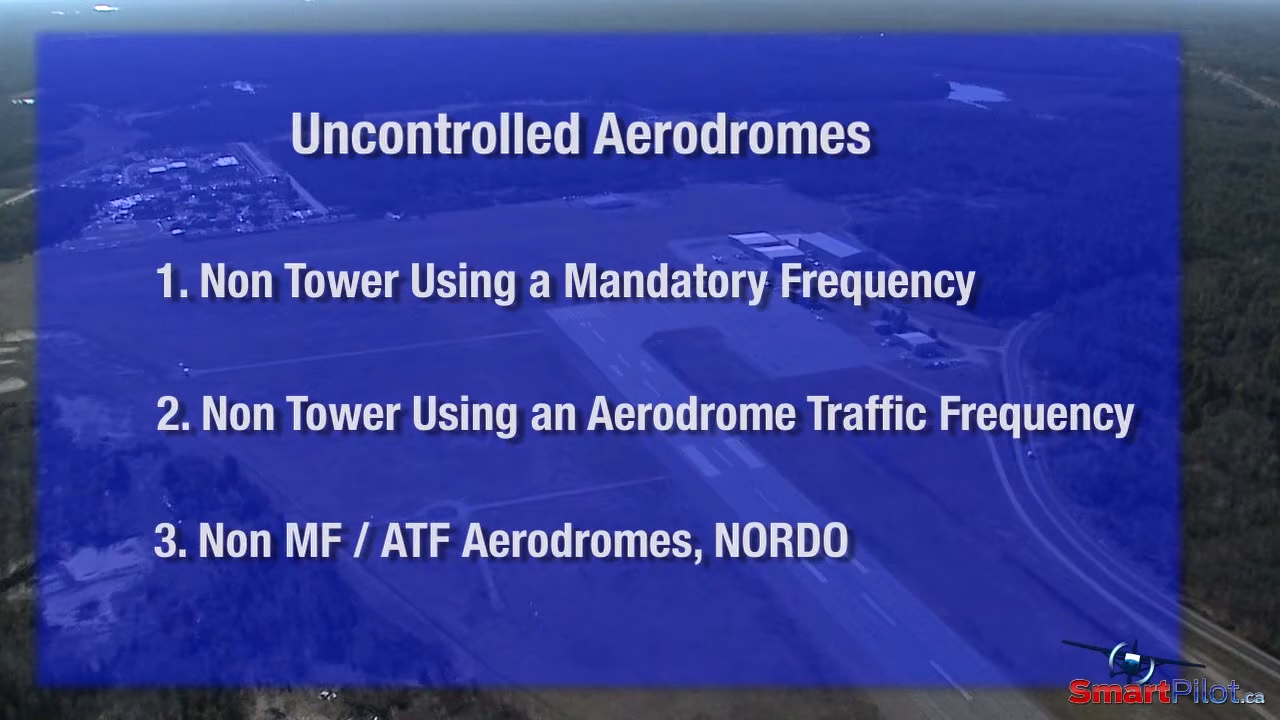 Uncontrolled Aerodromes
1. Non Tower Using a Mandatory Frequency
2. Non Tower Using an Aerodrome Traffic Frequency
3. Non MF / ATF Aerodromes, NORDO
SmartPilot.ca